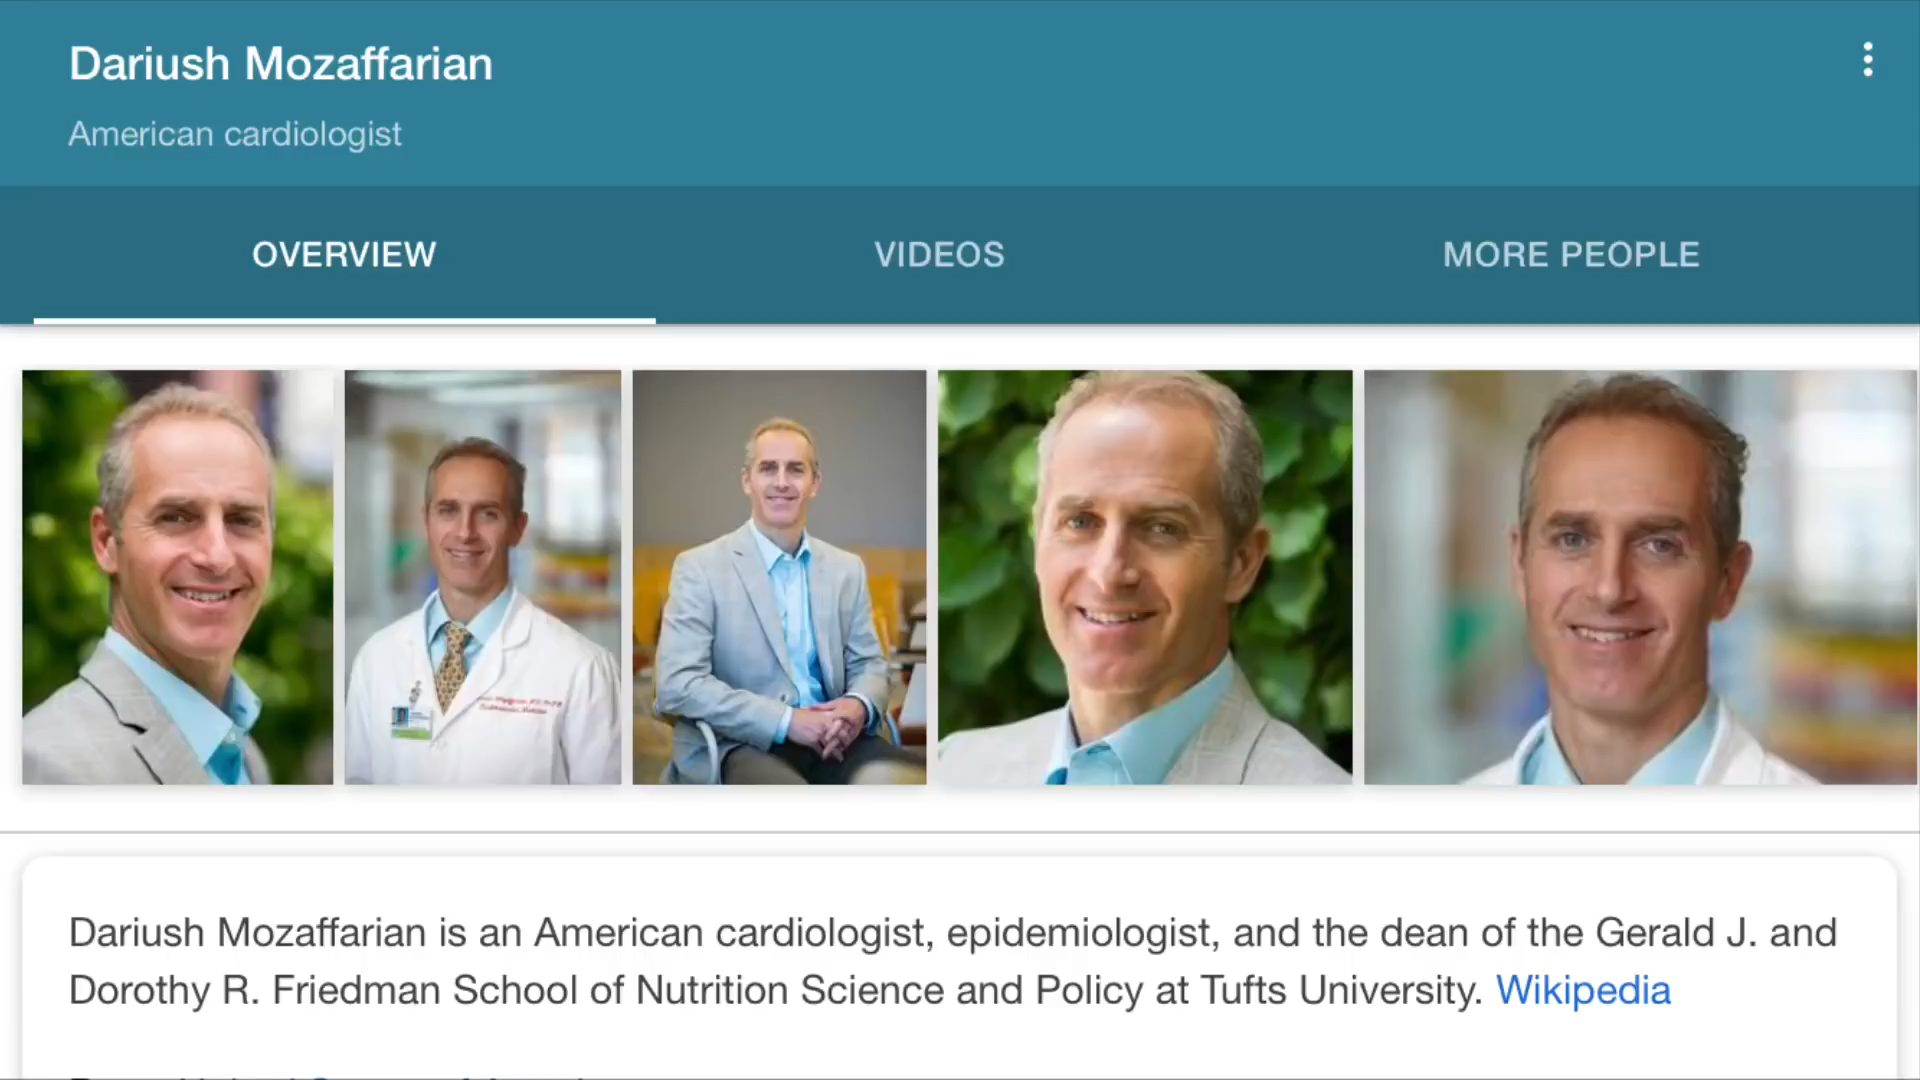 Dariush Mozaffarian
American cardiologist
OVERVIEW
VIDEOS
MORE PEOPLE
Dariush Mozaffarian is an American cardiologist, epidemiologist, and the dean of the Gerald J. and
Dorothy R. Friedman School of Nutrition Science and Policy at Tufts University. Wikipedia